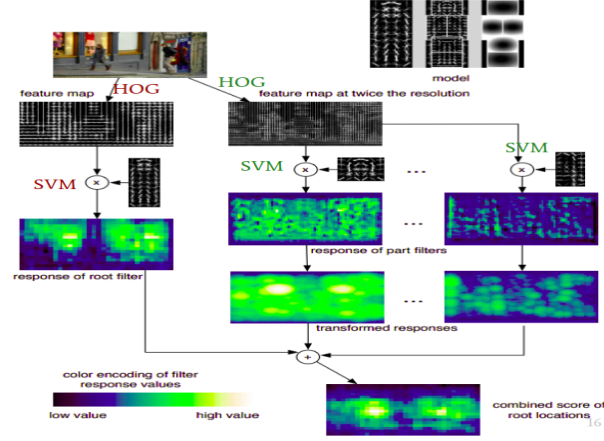 model
HOG
HOG
feature map
feature map at twice the resolution
SVM
SVM
SVM
x
x
x
...
...
response of part filters
response of root filter
...
transformed responses
+
color encoding of filter
response values
low value
high value
combined score of
root locations
16